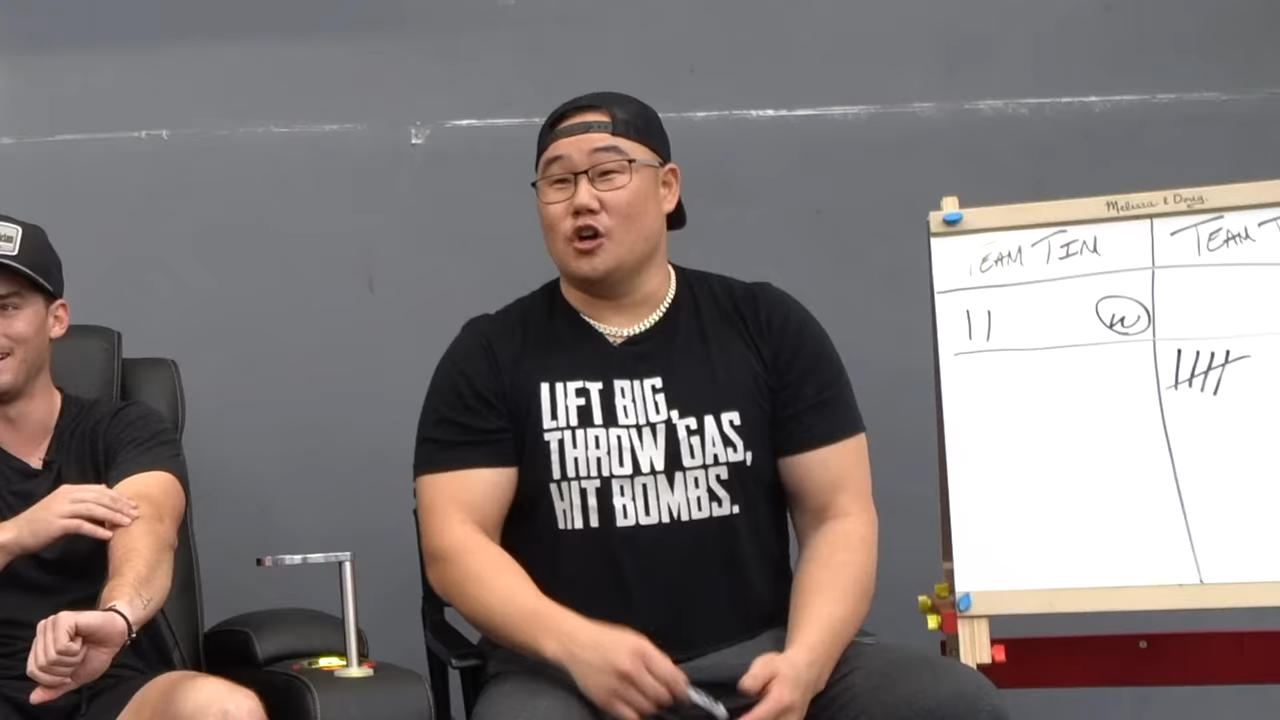 Melissa & Doug.
TEAM TIM
TEAM T
W
LIFT BIG,
THROW GAS,
HIT BOMBS.